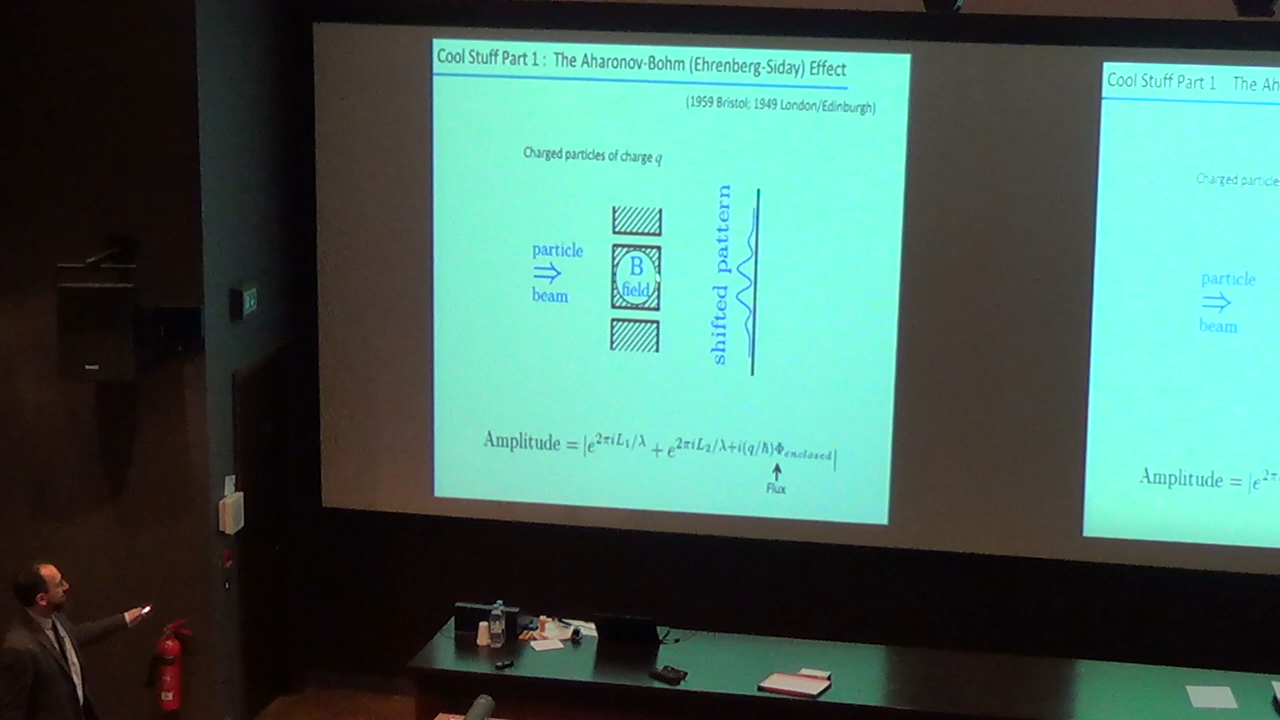 Cool Stuff Part 1 : The Aharonov-Bohm (Ehrenberg-Siday) Effect
(1959 Bristol; 1949 London/Edinburgh)
Charged particles of charge q
particle
⇒
beam
B
field
shifted pattern
Amplitude = |e^{2πiL₁/λ} + e^{2πiL₂/λ+i(q/ħ)Φ_{enclosed}}|
Flux
Cool Stuff Part 1 The Ah
Charged particle
particle
⇒
beam
Amplitude = |e^{2π